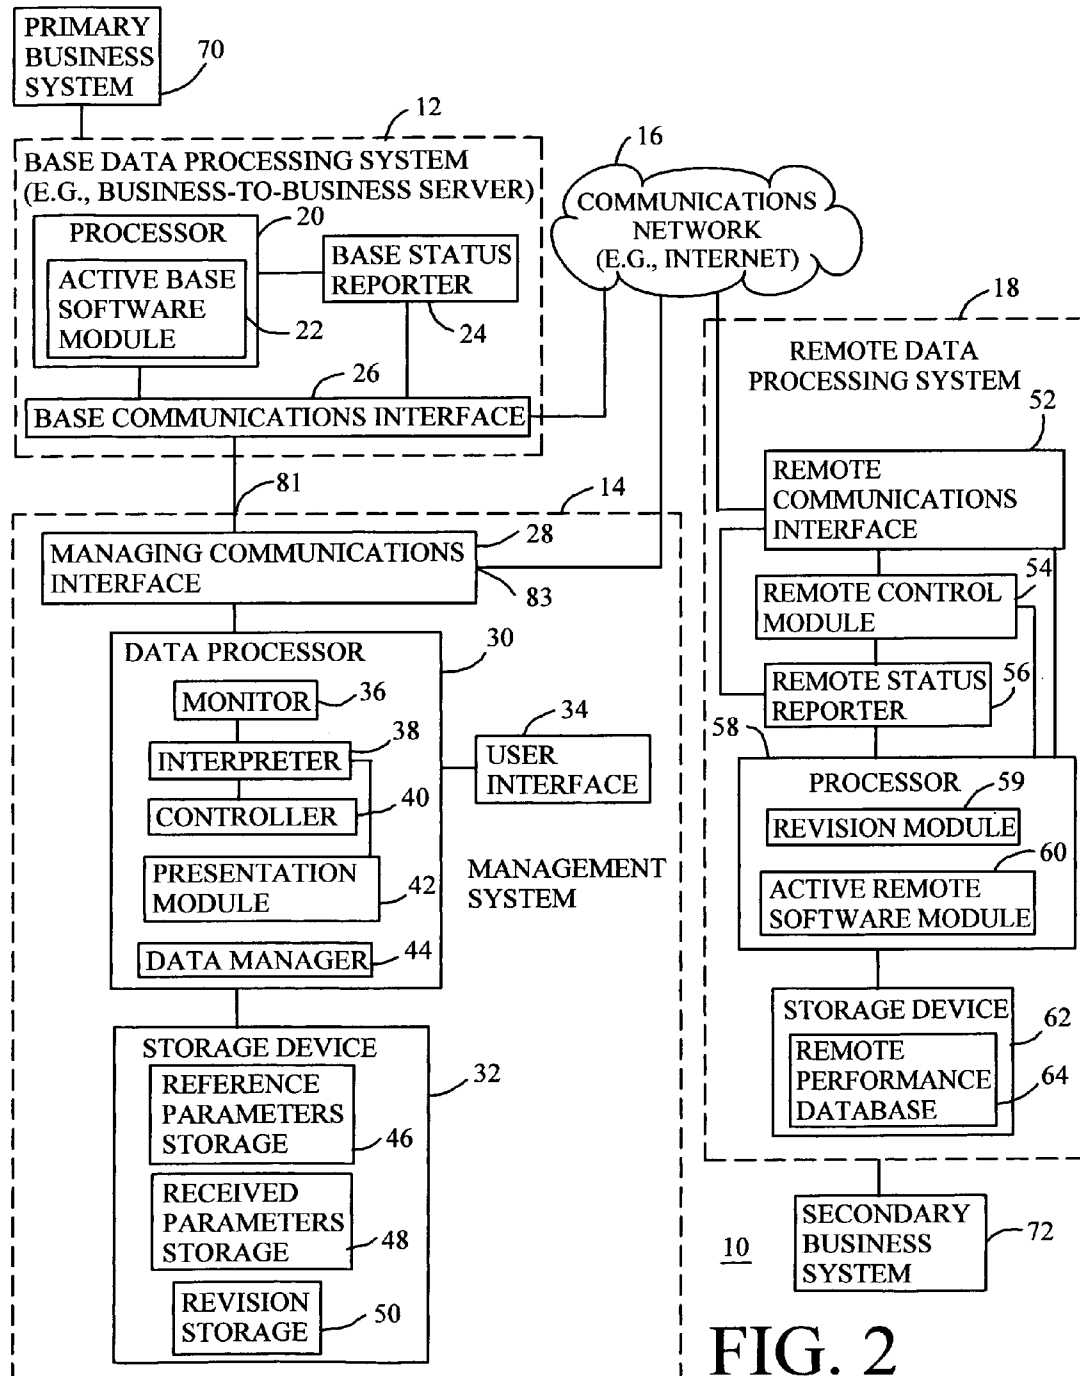 PRIMARY
BUSINESS
SYSTEM
70
12
BASE DATA PROCESSING SYSTEM
(E.G., BUSINESS-TO-BUSINESS SERVER)
20
PROCESSOR
ACTIVE BASE
SOFTWARE
MODULE
22
BASE STATUS
REPORTER
24
26
BASE COMMUNICATIONS INTERFACE
16
COMMUNICATIONS
NETWORK
(E.G., INTERNET)
81
14
MANAGING COMMUNICATIONS
INTERFACE
28
83
DATA PROCESSOR
30
MONITOR
36
INTERPRETER
38
CONTROLLER
40
PRESENTATION
MODULE
42
DATA MANAGER
44
34
USER
INTERFACE
MANAGEMENT
SYSTEM
STORAGE DEVICE
32
REFERENCE
PARAMETERS
STORAGE
46
RECEIVED
PARAMETERS
STORAGE
48
REVISION
STORAGE
50
18
REMOTE DATA
PROCESSING SYSTEM
52
REMOTE
COMMUNICATIONS
INTERFACE
54
REMOTE CONTROL
MODULE
REMOTE STATUS
REPORTER
56
58
PROCESSOR
59
REVISION MODULE
60
ACTIVE REMOTE
SOFTWARE MODULE
STORAGE DEVICE
62
REMOTE
PERFORMANCE
DATABASE
64
SECONDARY
BUSINESS
SYSTEM
72
10
FIG. 2